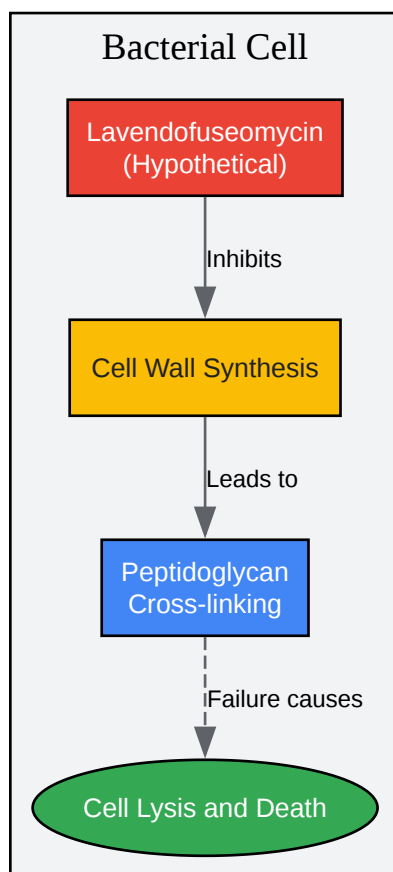 Bacterial Cell
Lavendofuseomycin
(Hypothetical)
Inhibits
Cell Wall Synthesis
Leads to
Peptidoglycan
Cross-linking
Failure causes
Cell Lysis and Death